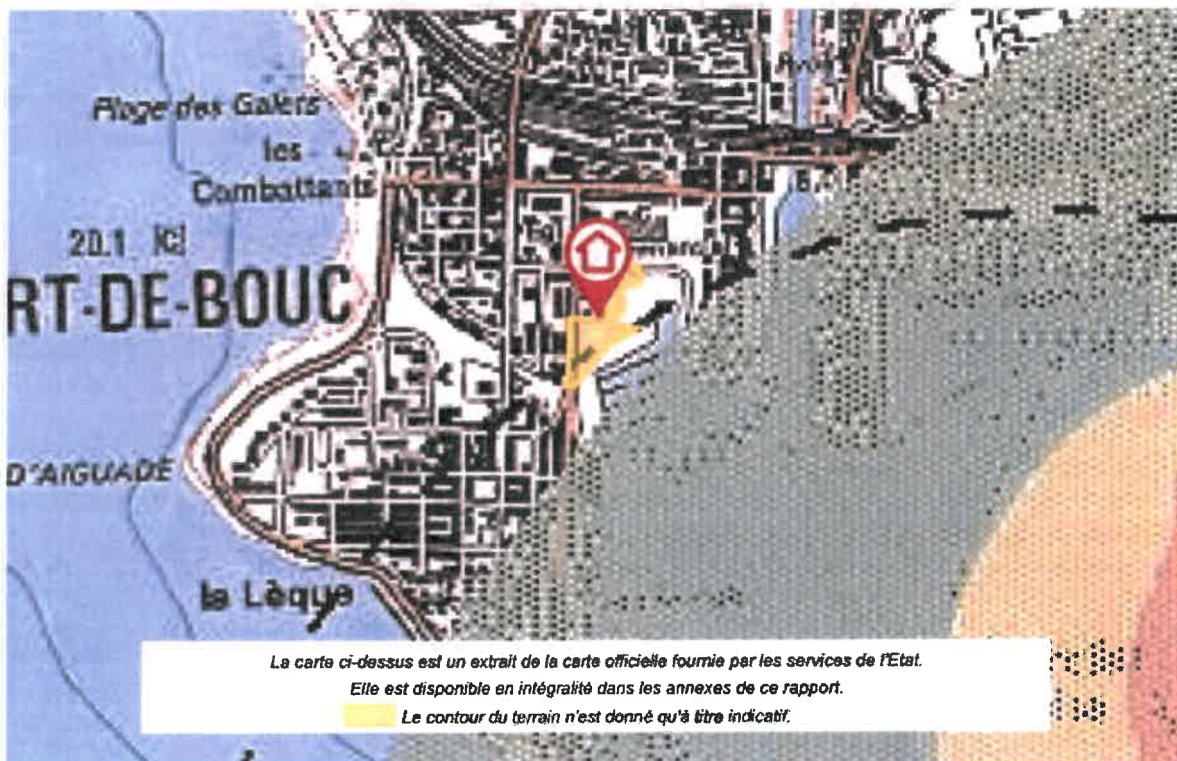 Plage des Galets
les
Combattants
20.1
RT-DE-BOUC
D'AIGUADE
la Lèque
La carte ci-dessus est un extrait de la carte officielle fournie par les services de l'Etat.
Elle est disponible en intégralité dans les annexes de ce rapport.
Le contour du terrain n'est donné qu'à titre indicatif.